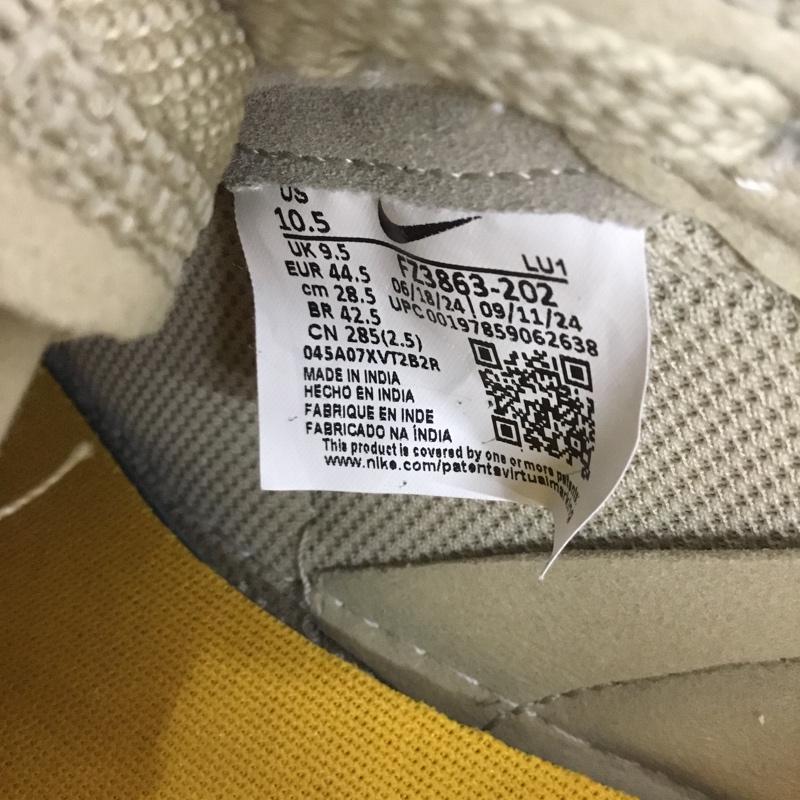 US
10.5
UK 9.5
EUR 44.5
cm 28.5
BR 42.5
CN 285(2.5)
LU1
FZ3863-202
06/18/24 | 09/11/24
UPC 00197859062638
045A07XVT2B2R
MADE IN INDIA
HECHO EN INDIA
FABRIQUE EN INDE
FABRICADO NA ÍNDIA
This product is covered by one or more patents
www.nike.com/patentsvirtualmarking